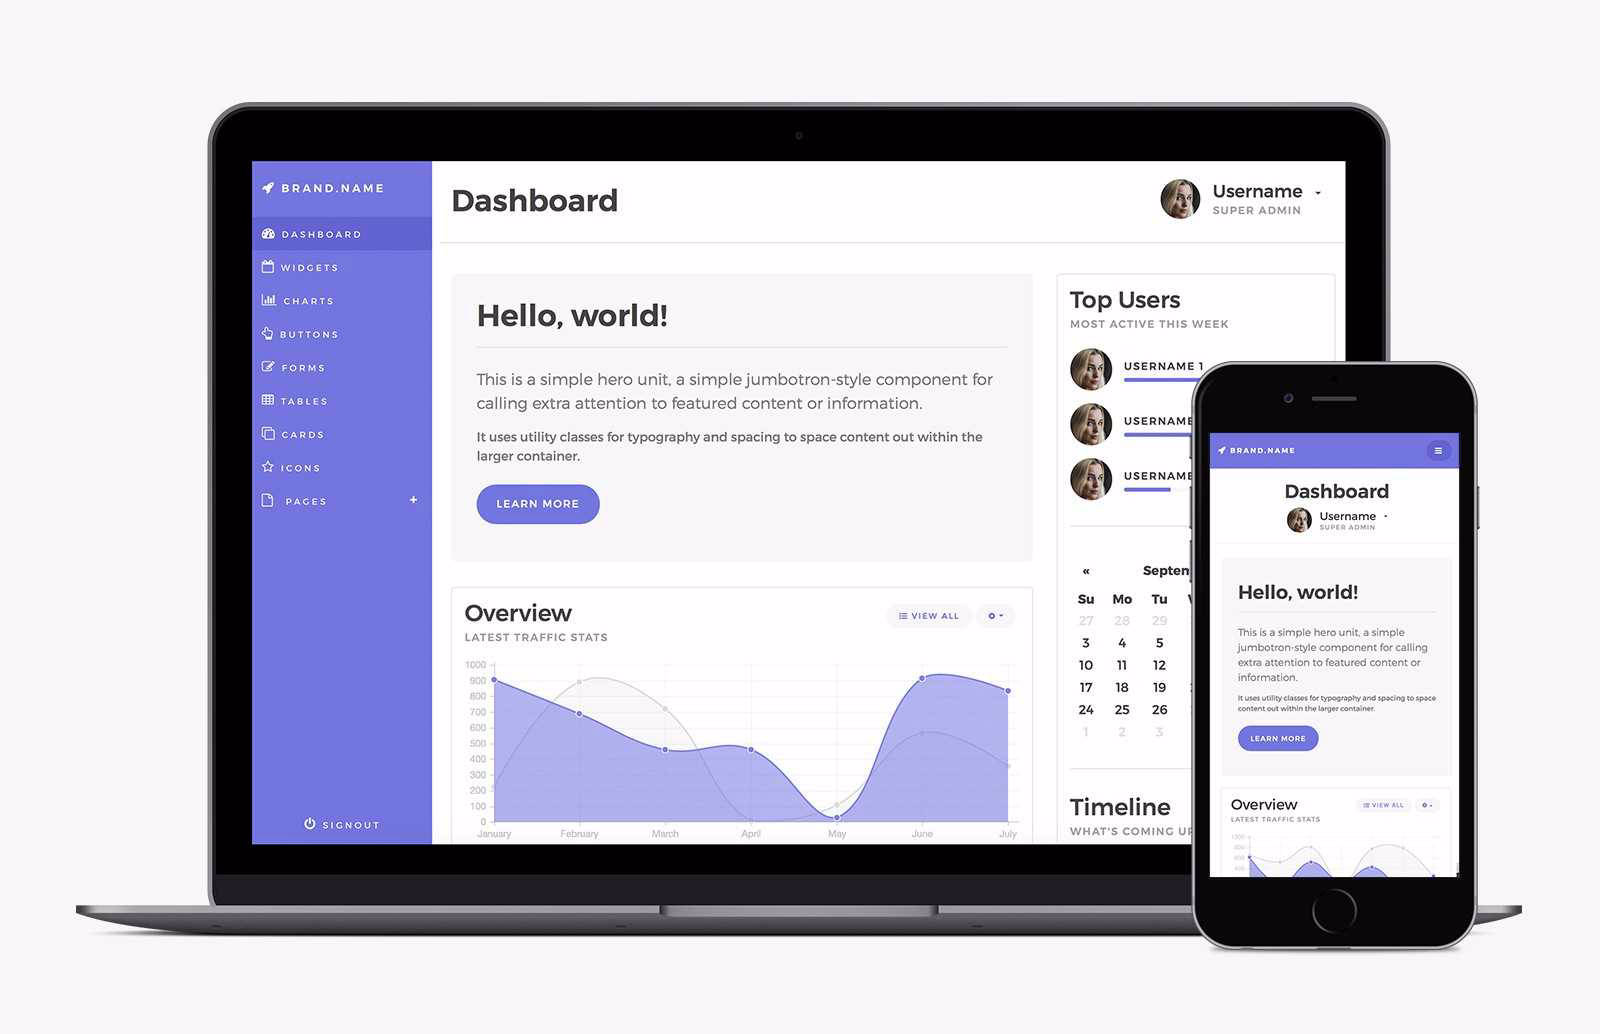 BRAND.NAME
DASHBOARD
WIDGETS
CHARTS
BUTTONS
FORMS
TABLES
CARDS
ICONS
PAGES +
SIGNOUT
Dashboard
Username
SUPER ADMIN
Hello, world!
This is a simple hero unit, a simple jumbotron-style component for
calling extra attention to featured content or information.
It uses utility classes for typography and spacing to space content out within the
larger container.
LEARN MORE
Overview
LATEST TRAFFIC STATS
VIEW ALL
1000
900
800
700
600
500
400
300
200
100
0
January February March April May June July
Top Users
MOST ACTIVE THIS WEEK
USERNAME 1
USERNAME
USERNAME
« Septem
Su Mo Tu
27 28 29
3 4 5
10 11 12
17 18 19
24 25 26
1 2 3
Timeline
WHAT'S COMING UP
BRAND.NAME
Dashboard
Username
SUPER ADMIN
Hello, world!
This is a simple hero unit, a simple
jumbotron-style component for calling
extra attention to featured content or
information.
It uses utility classes for typography and spacing to space
content out within the larger container.
LEARN MORE
Overview
LATEST TRAFFIC STATS
VIEW ALL